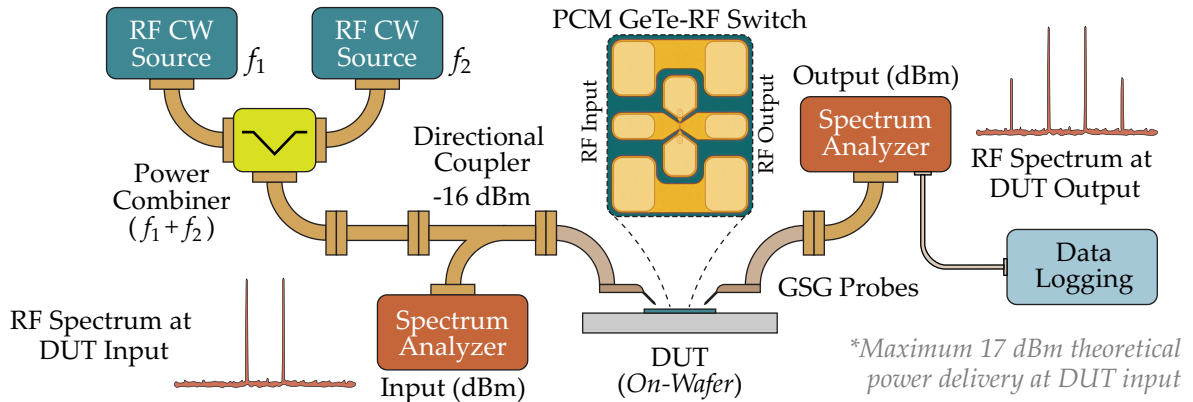 RF CW
Source
f1
RF CW
Source
f2
Power
Combiner
(f1+f2)
Directional
Coupler
-16 dBm
PCM GeTe-RF Switch
RF Input
RF Output
Output (dBm)
Spectrum
Analyzer
RF Spectrum at
DUT Output
Data
Logging
GSG Probes
RF Spectrum at
DUT Input
Spectrum
Analyzer
Input (dBm)
DUT
(On-Wafer)
*Maximum 17 dBm theoretical
power delivery at DUT input